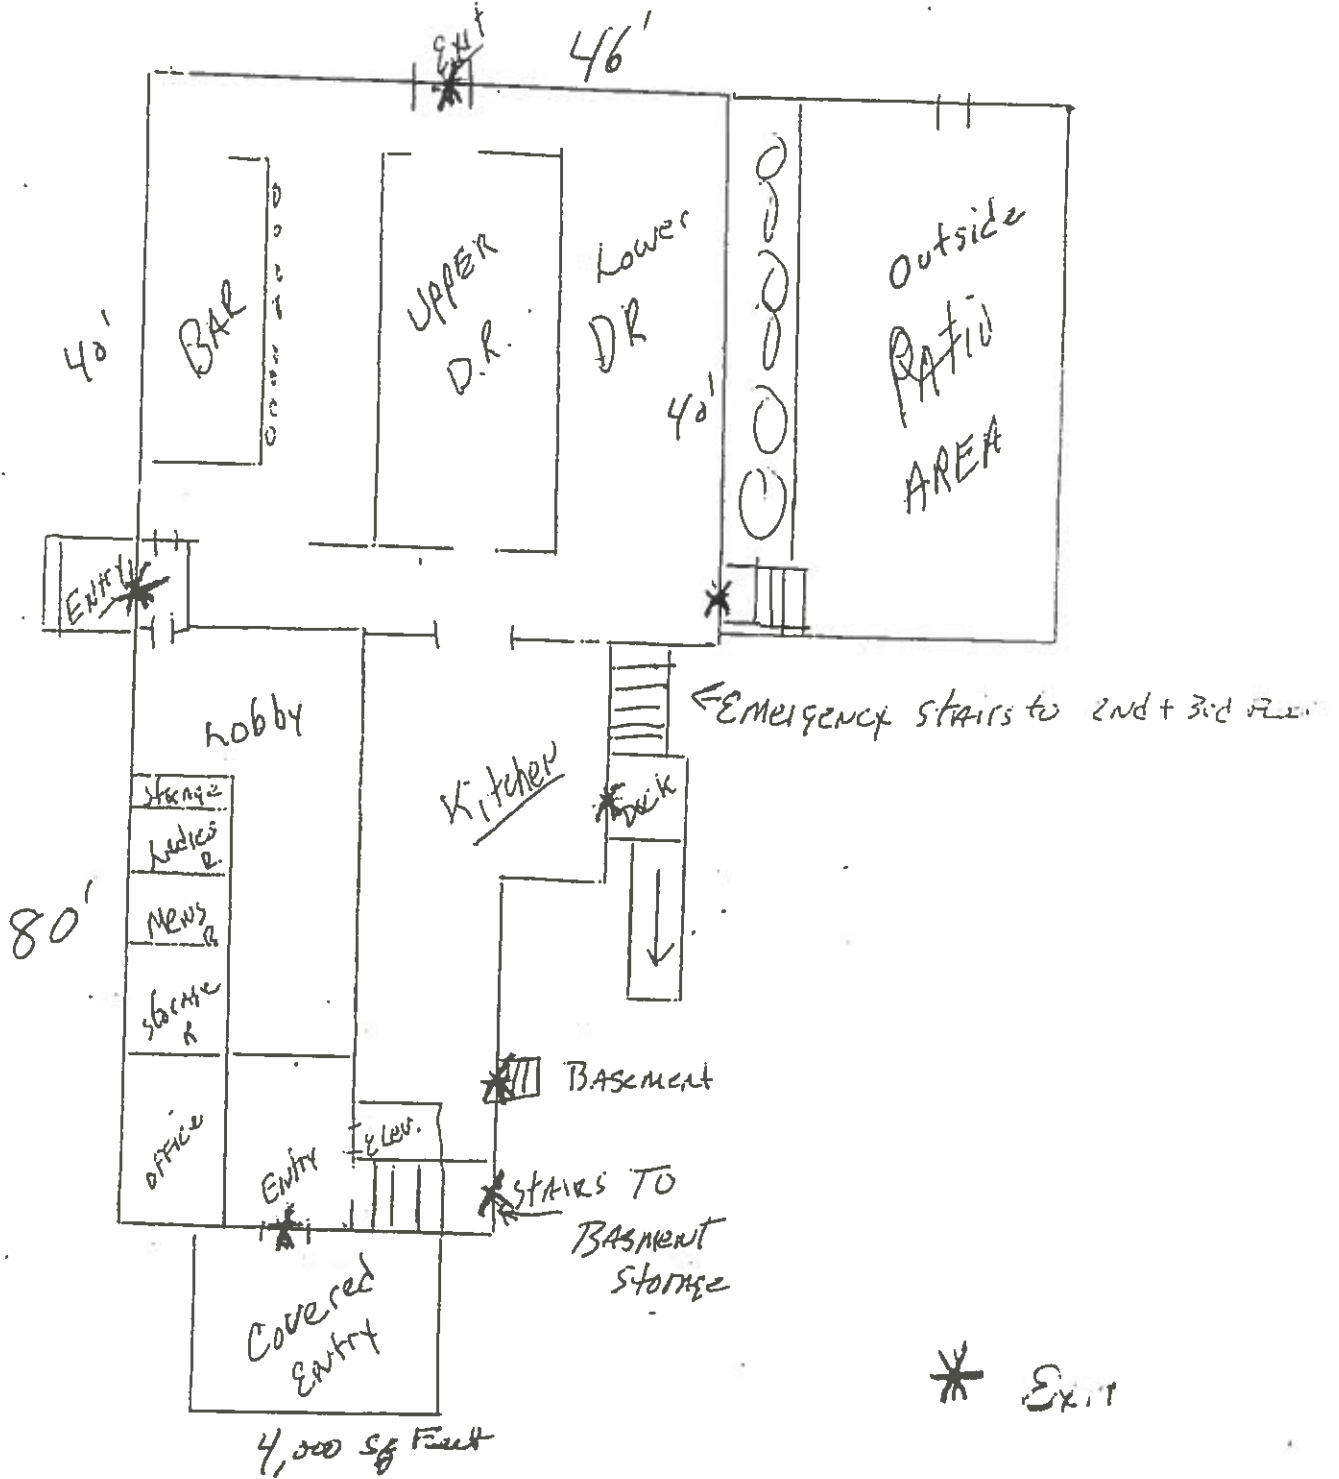 Exit
46'
BAR
UPPER
D.R.
Lower
DR
Outside
PATIO
AREA
40'
40'
ENTRY
Lobby
Kitchen
← Emergency Stairs to 2nd + 3rd
Storage
Ladies
R.
Deck
80'
Mens
R
Storage
R
BASEMENT
OFFICE
Entry
Elev.
STAIRS TO
BASMENT
Storage
Covered
Entry
4,000 Sq Feet
Exit